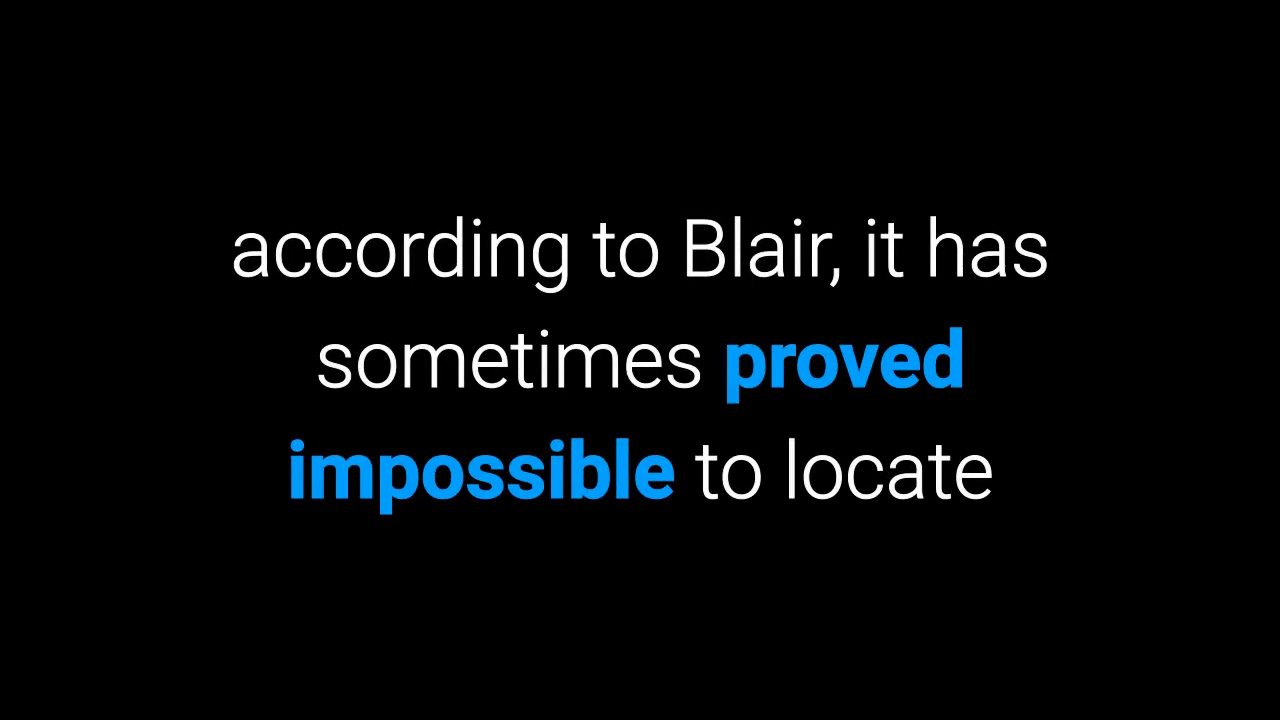 according to Blair, it has
sometimes proved
impossible to locate